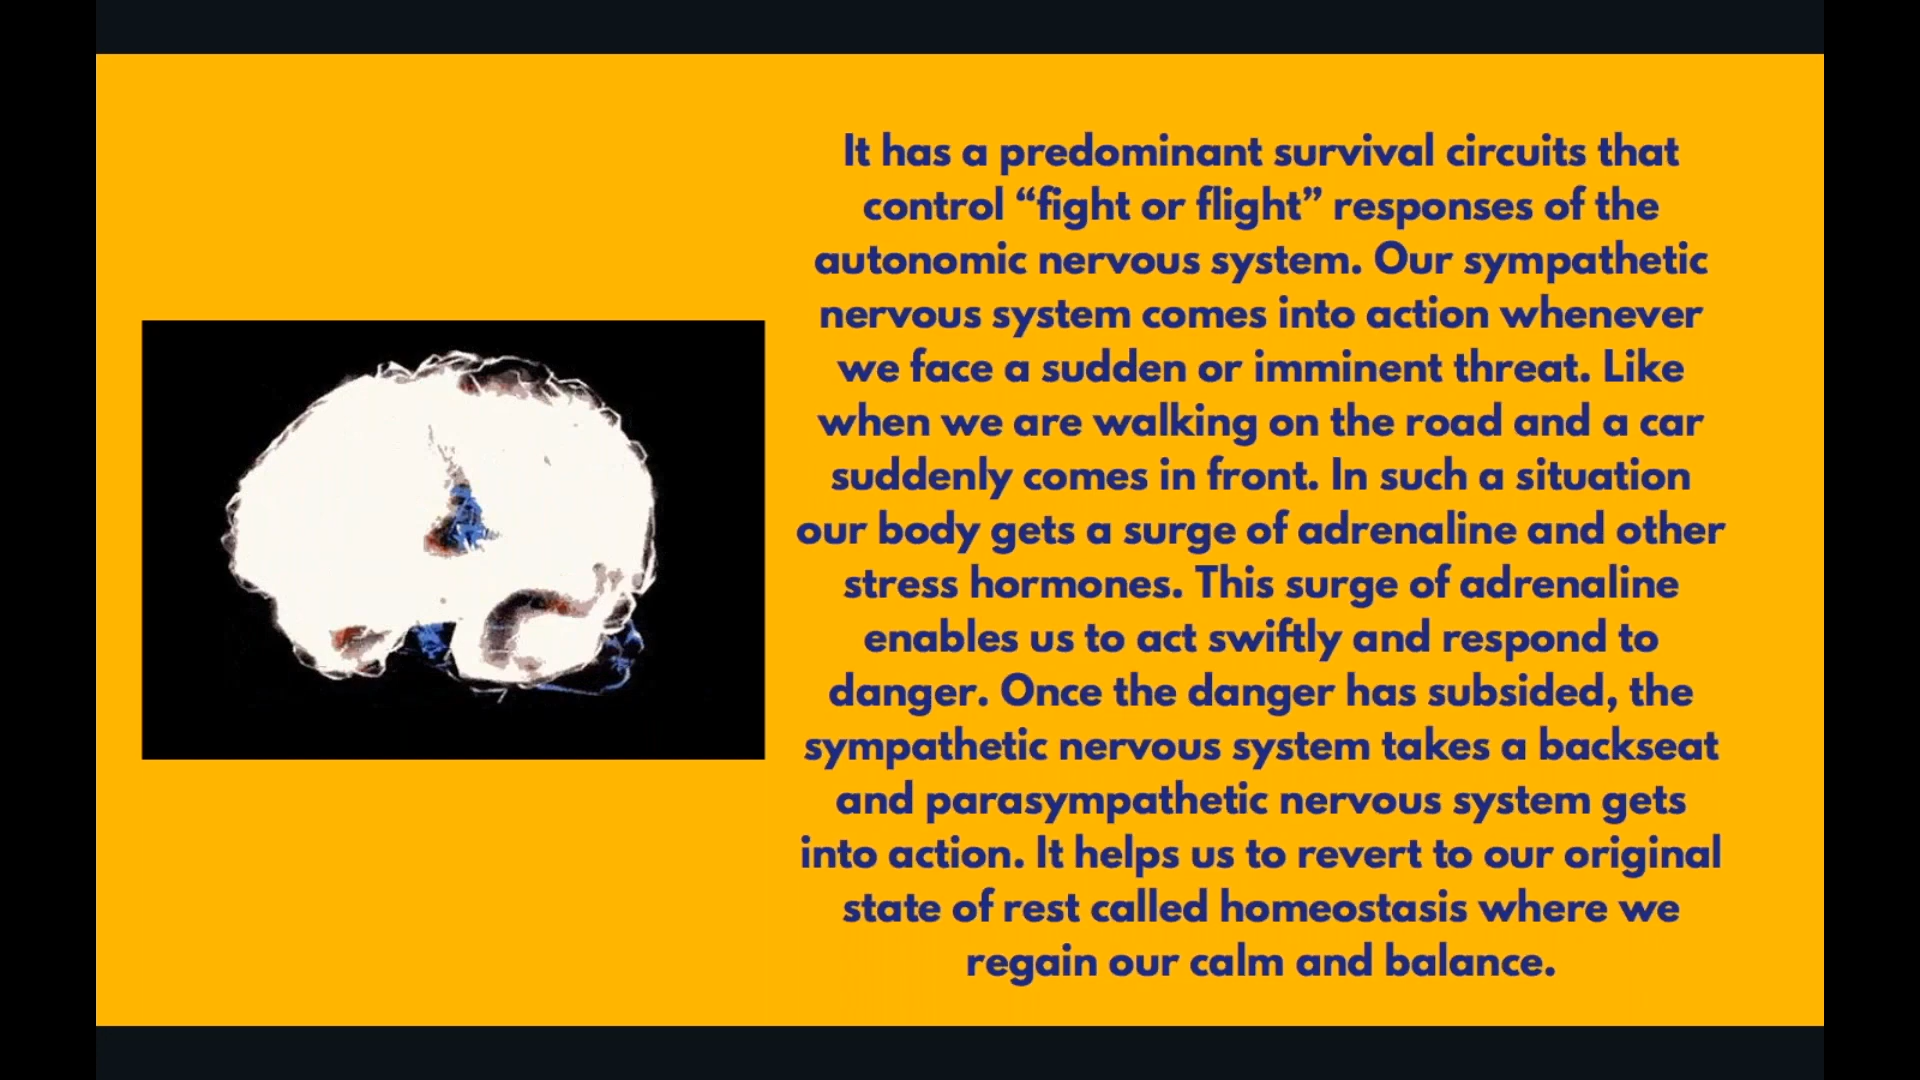 It has a predominant survival circuits that
control “fight or flight” responses of the
autonomic nervous system. Our sympathetic
nervous system comes into action whenever
we face a sudden or imminent threat. Like
when we are walking on the road and a car
suddenly comes in front. In such a situation
our body gets a surge of adrenaline and other
stress hormones. This surge of adrenaline
enables us to act swiftly and respond to
danger. Once the danger has subsided, the
sympathetic nervous system takes a backseat
and parasympathetic nervous system gets
into action. It helps us to revert to our original
state of rest called homeostasis where we
regain our calm and balance.